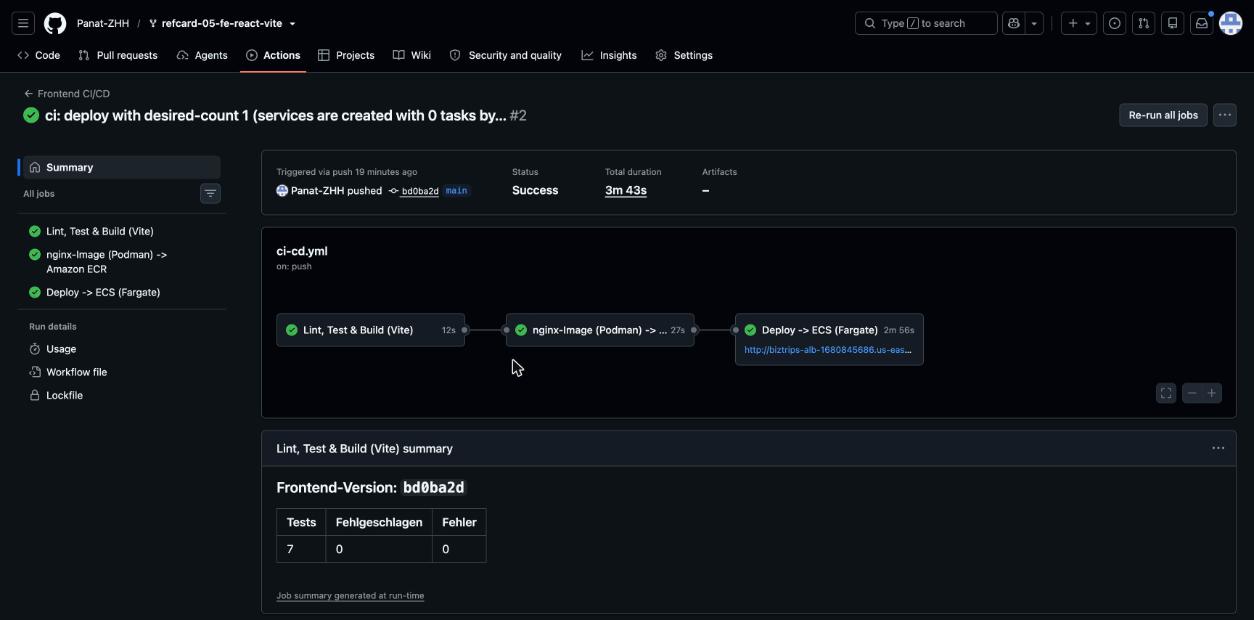 Panat-ZHH / refcard-05-fe-react-vite
Type / to search
Code
Pull requests
Agents
Actions
Projects
Wiki
Security and quality
Insights
Settings
← Frontend CI/CD
ci: deploy with desired-count 1 (services are created with 0 tasks by... #2
Re-run all jobs
Summary
All jobs
Lint, Test & Build (Vite)
nginx-Image (Podman) ->
Amazon ECR
Deploy -> ECS (Fargate)
Run details
Usage
Workflow file
Lockfile
Triggered via push 19 minutes ago
Panat-ZHH pushed bd0ba2d main
Status
Success
Total duration
3m 43s
Artifacts
–
ci-cd.yml
on: push
Lint, Test & Build (Vite) 12s
nginx-Image (Podman) -> ... 27s
Deploy -> ECS (Fargate) 2m 56s
http://biztrips-alb-1680845686.us-eas...
Lint, Test & Build (Vite) summary
Frontend-Version: bd0ba2d
Tests Fehlgeschlagen Fehler
7 0 0
Job summary generated at run-time